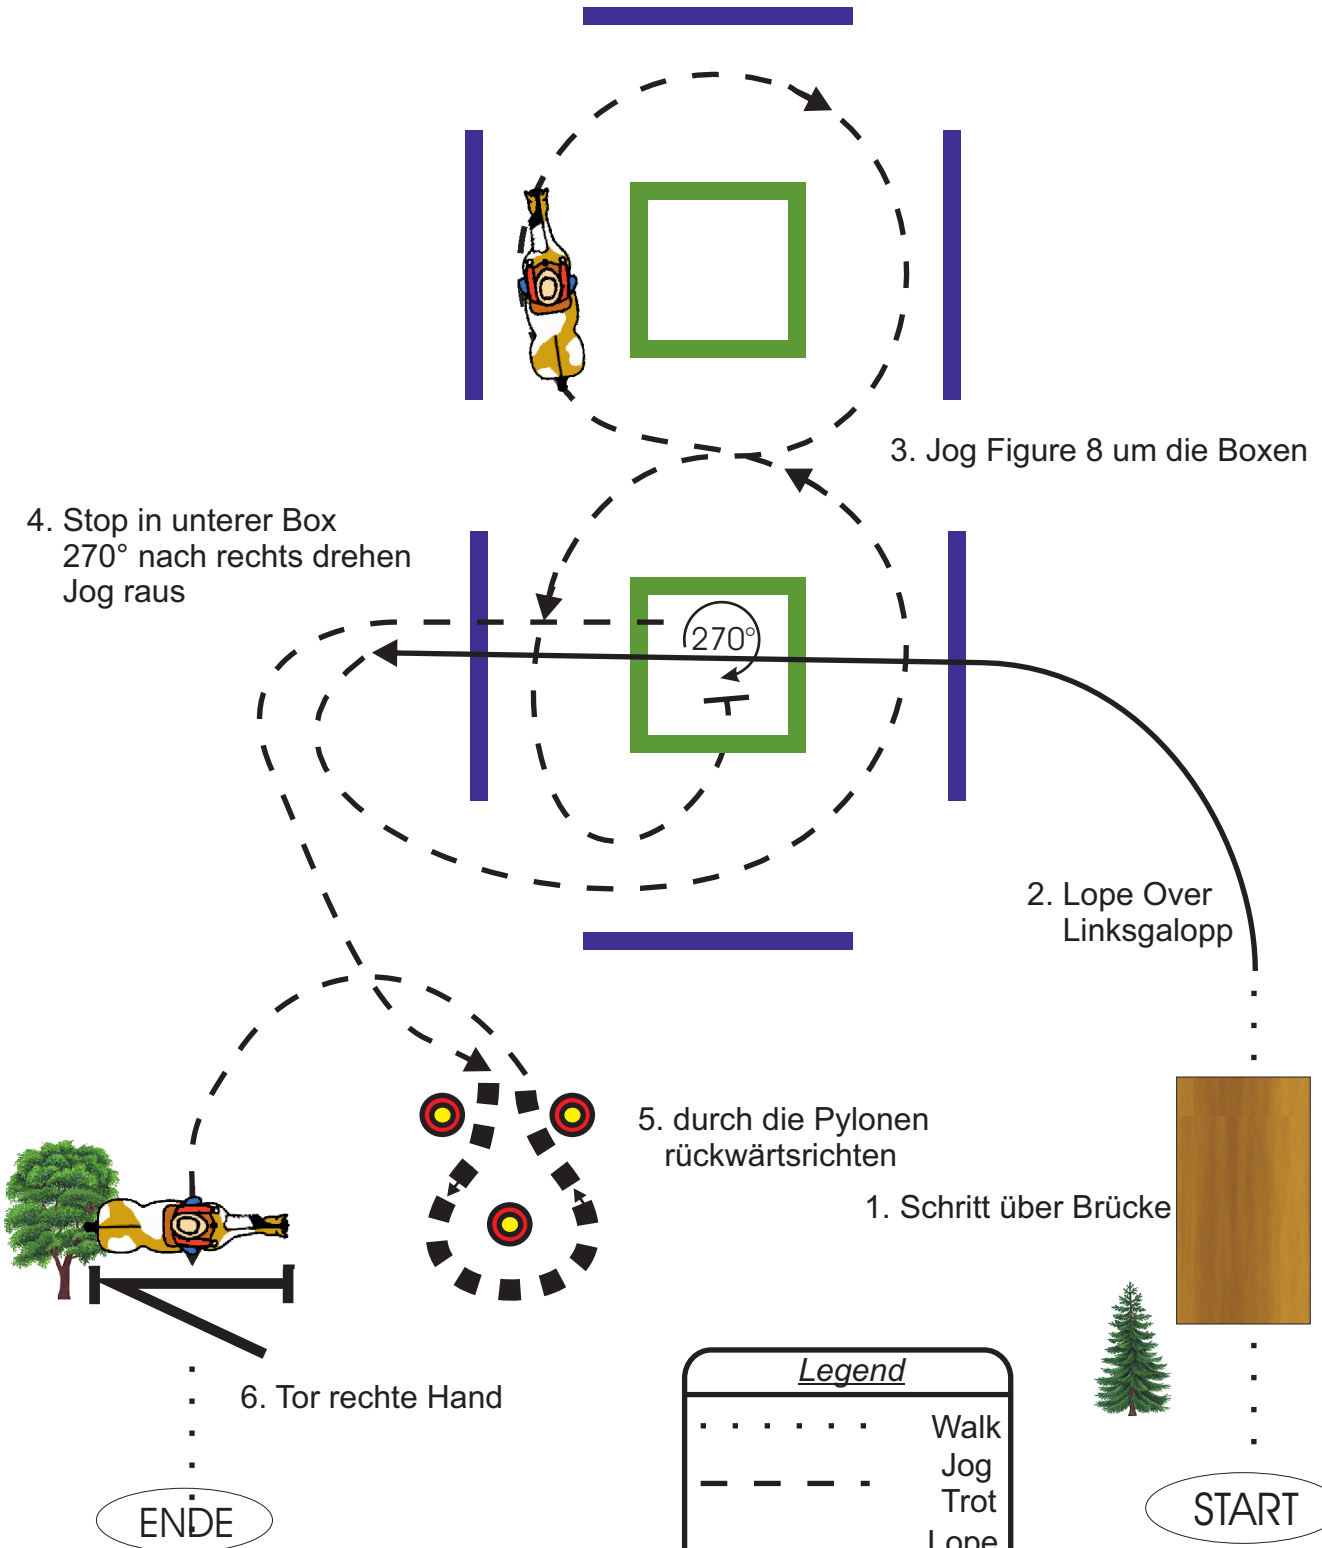 3. Jog Figure 8 um die Boxen
4. Stop in unterer Box
270° nach rechts drehen
Jog raus
270°
2. Lope Over
Linksgalopp
5. durch die Pylonen
rückwärtsrichten
1. Schritt über Brücke
6. Tor rechte Hand
Legend
Walk
Jog
Trot
Lope
ENDE
START